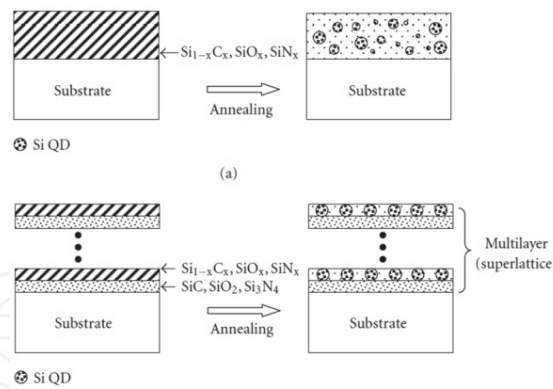 Si₁₋ₓCₓ, SiOₓ, SiNₓ
Substrate
Annealing
Substrate
Si QD
(a)
Si₁₋ₓCₓ, SiOₓ, SiNₓ
SiC, SiO₂, Si₃N₄
Multilayer
(superlattice
Substrate
Annealing
Substrate
Si QD